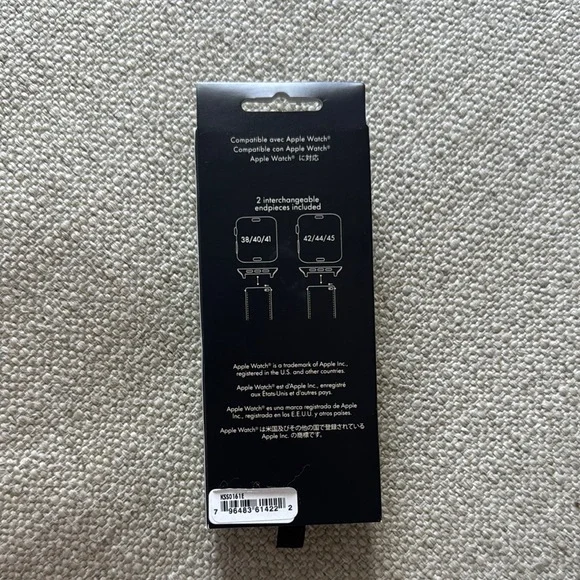 Compatible avec Apple Watch®
Compatible con Apple Watch®
Apple Watch® に対応
2 interchangeable
endpieces included
38/40/41
42/44/45
Apple Watch® is a trademark of Apple Inc.,
registered in the U.S. and other countries.
Apple Watch® est d'Apple Inc., enregistré
aux États-Unis et d'autres pays.
Apple Watch® es una marca registrada de Apple
Inc., registrada en los E.E.U.U. y otros países.
Apple Watch® は米国及びその他の国で登録されている
Apple Inc. の商標です.
KSS0161E
7 96483 61422 2